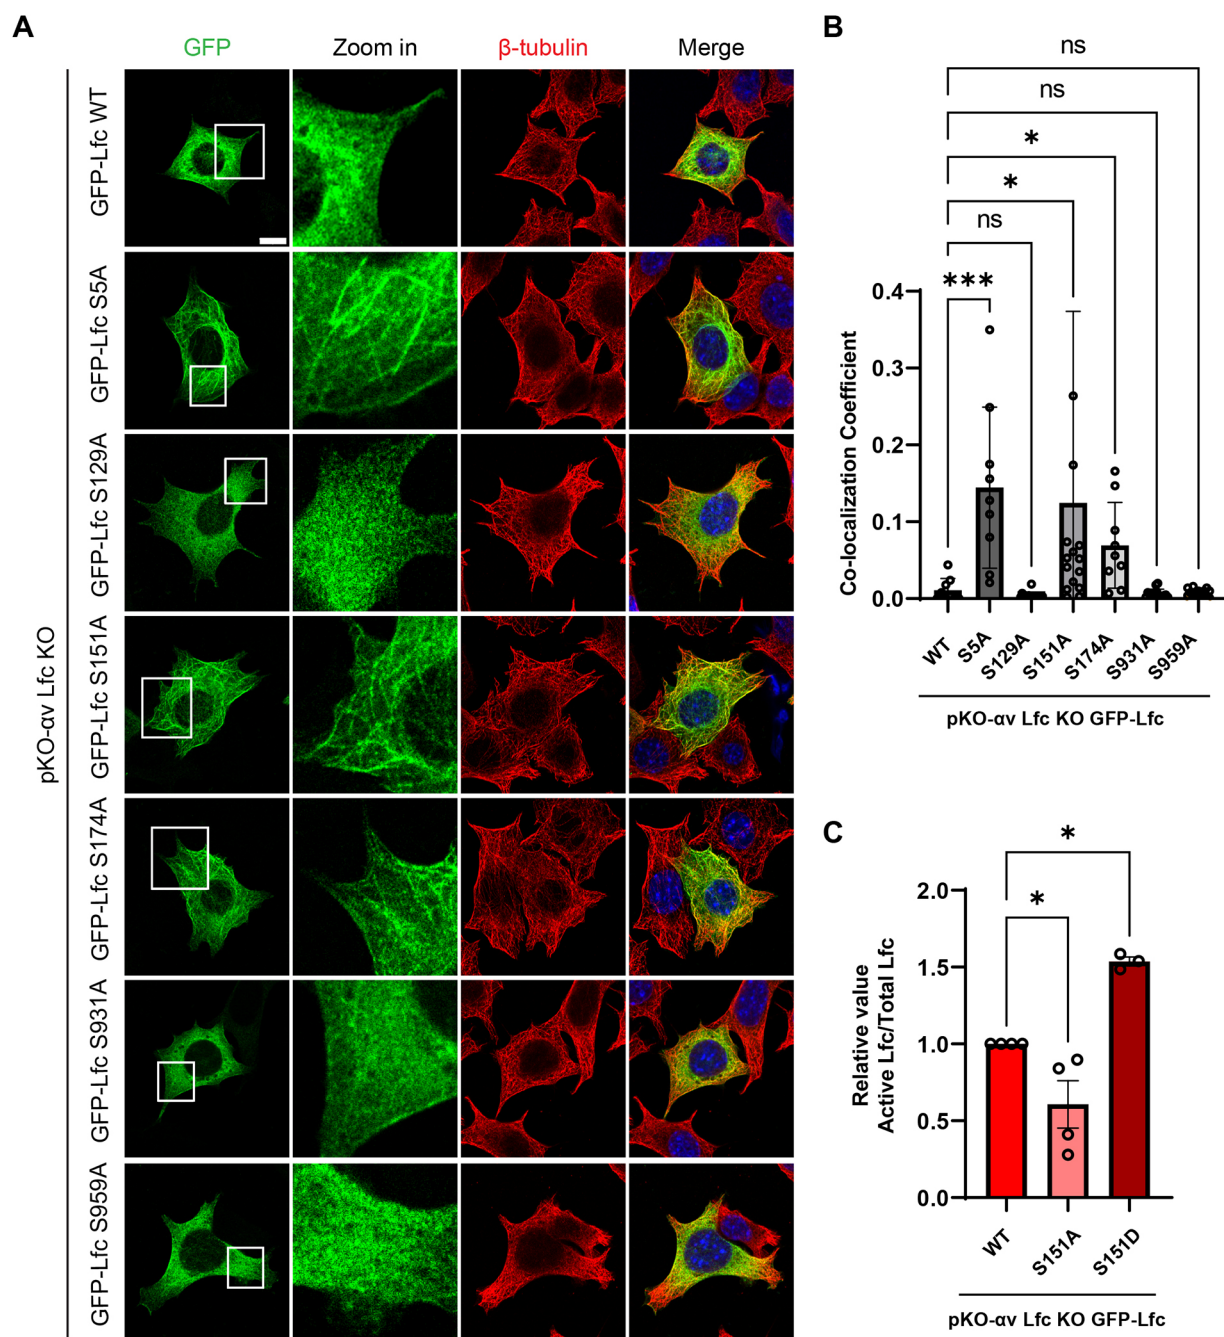 A
GFP
Zoom in
β-tubulin
Merge
pKO-αv Lfc KO
GFP-Lfc WT
GFP-Lfc S5A
GFP-Lfc S129A
GFP-Lfc S151A
GFP-Lfc S174A
GFP-Lfc S931A
GFP-Lfc S959A
B
ns
ns
*
*
ns
***
Co-localization Coefficient
0.4
0.3
0.2
0.1
0.0
WT
S5A
S129A
S151A
S174A
S931A
S959A
pKO-αv Lfc KO GFP-Lfc
C
*
*
Relative value
Active Lfc/Total Lfc
2.0
1.5
1.0
0.5
0.0
WT
S151A
S151D
pKO-αv Lfc KO GFP-Lfc